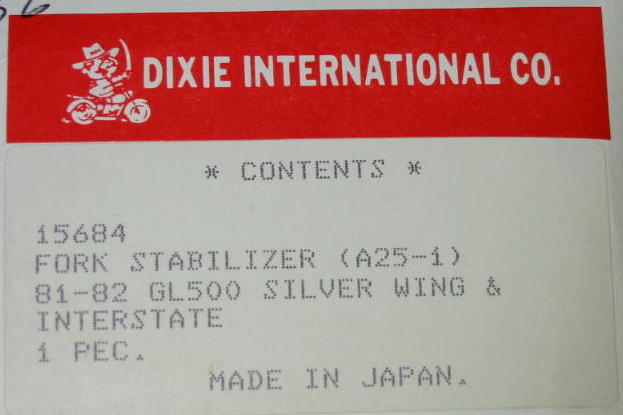 56
DIXIE INTERNATIONAL CO.
* CONTENTS *
15684
FORK STABILIZER (A25-1)
81-82 GL500 SILVER WING &
INTERSTATE
1 PEC.
MADE IN JAPAN.